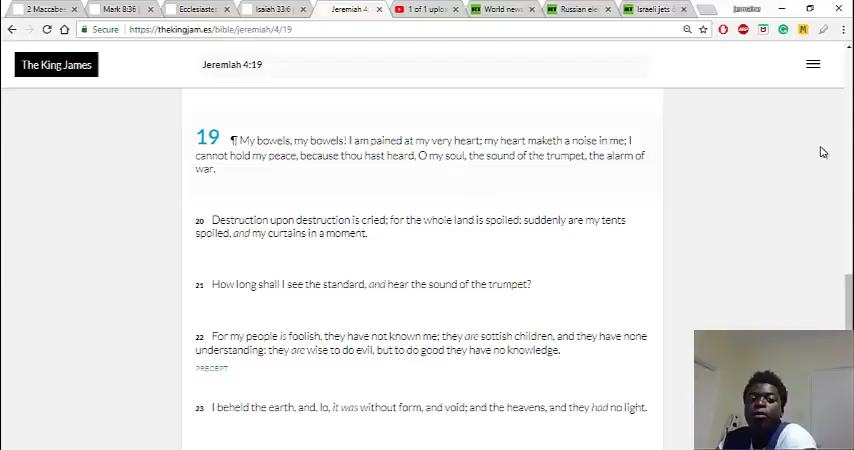 2 Maccabee
Mark 8:36
Ecclesiastes
Isaiah 33:6
Jeremiah 4:
1 of 1 uploa
World news
Russian ele
Israeli jets &
jermaine
Secure
https://thekingjam.es/bible/jeremiah/4/19
The King James
Jeremiah 4:19
19 ¶ My bowels, my bowels! I am pained at my very heart; my heart maketh a noise in me; I
cannot hold my peace, because thou hast heard, O my soul, the sound of the trumpet, the alarm of
war.
20 Destruction upon destruction is cried; for the whole land is spoiled: suddenly are my tents
spoiled, and my curtains in a moment.
21 How long shall I see the standard, and hear the sound of the trumpet?
22 For my people is foolish, they have not known me; they are sottish children, and they have none
understanding: they are wise to do evil, but to do good they have no knowledge.
PRECEPT
23 I beheld the earth, and, lo, it was without form, and void; and the heavens, and they had no light.